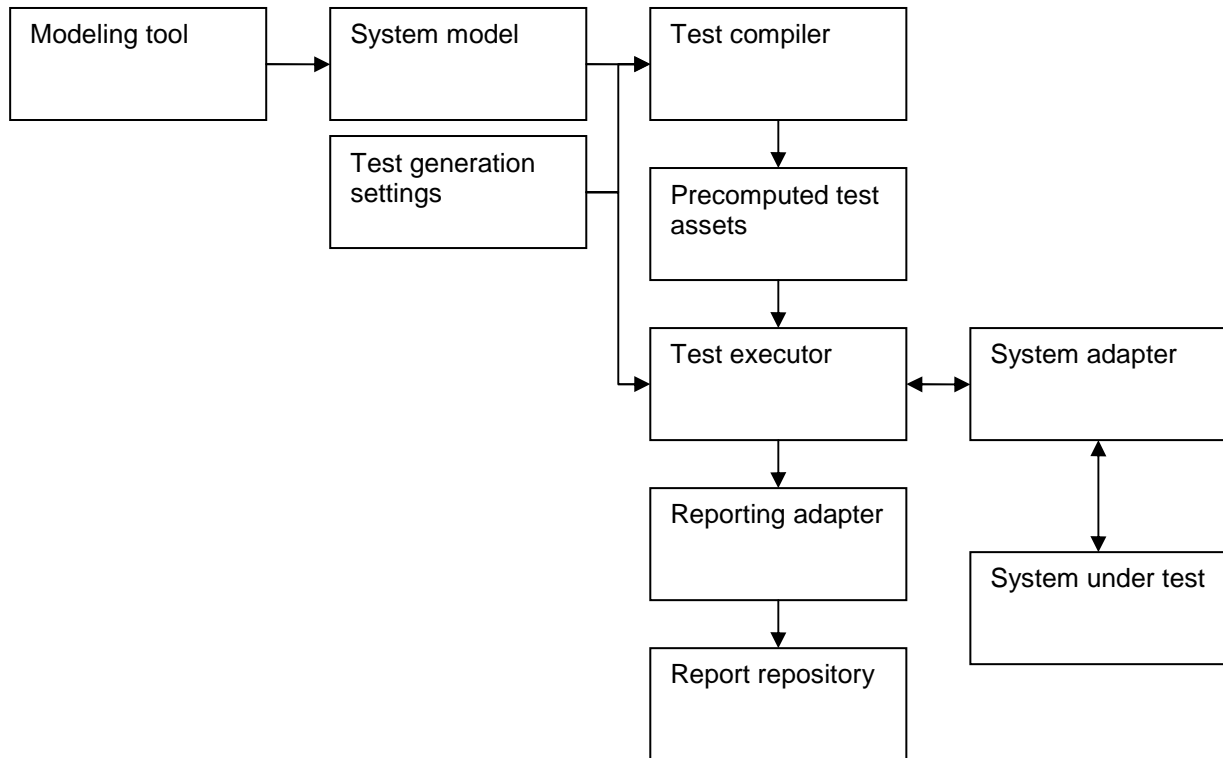 Modeling tool
System model
Test compiler
Test generation
settings
Precomputed test
assets
Test executor
System adapter
Reporting adapter
System under test
Report repository